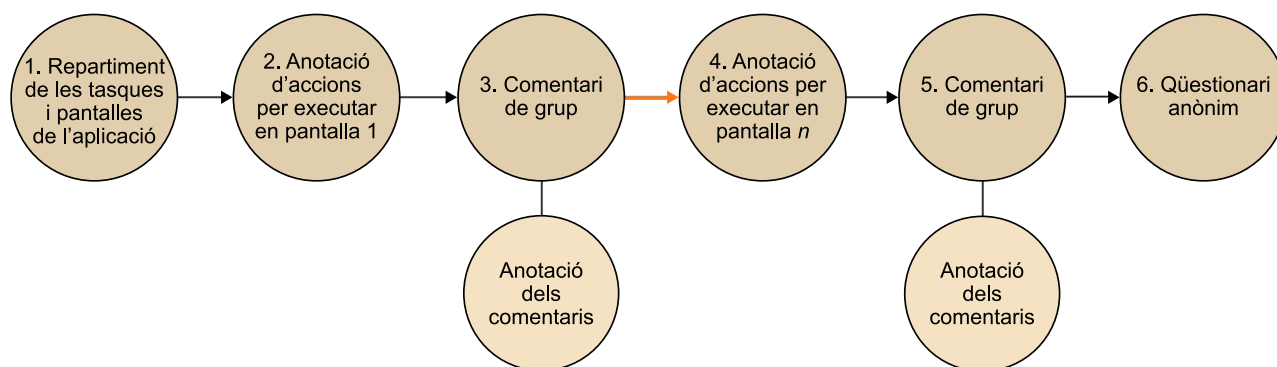 1. Repartiment
de les tasques
i pantalles
de l’aplicació
2. Anotació
d’accions
per executar
en pantalla 1
3. Comentari
de grup
4. Anotació
d’accions per
executar en
pantalla n
5. Comentari
de grup
6. Qüestionari
anònim
Anotació
dels
comentaris
Anotació
dels
comentaris